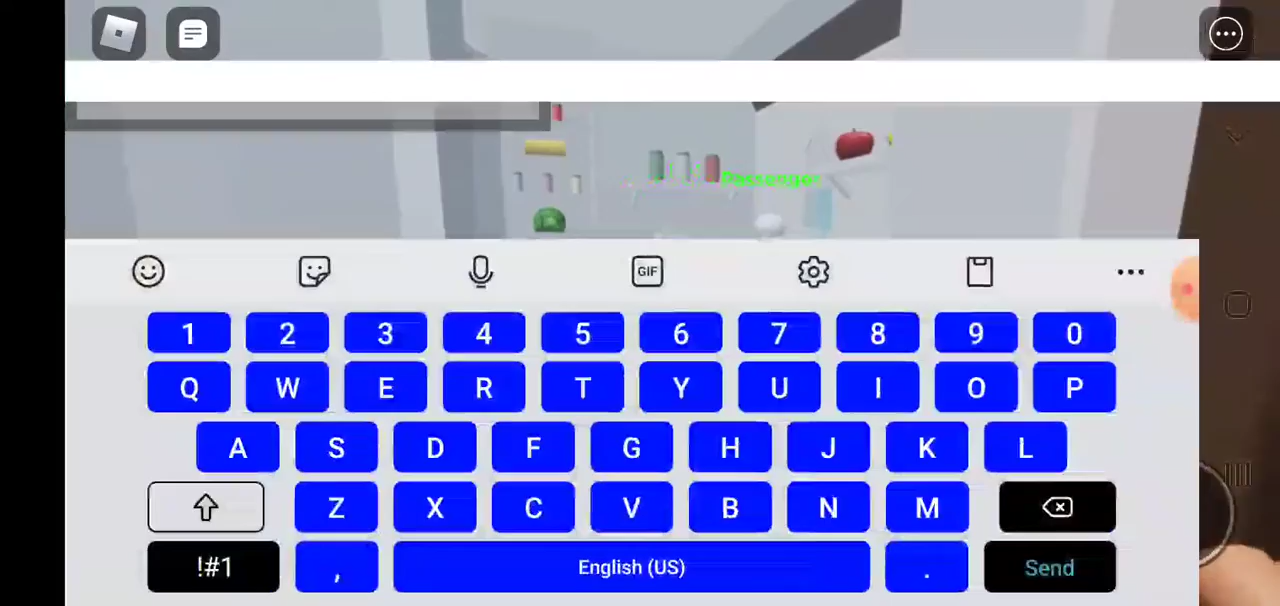 Passenger
GIF
1 2 3 4 5 6 7 8 9 0
Q W E R T Y U I O P
A S D F G H J K L
Z X C V B N M
!#1 , English (US) . Send